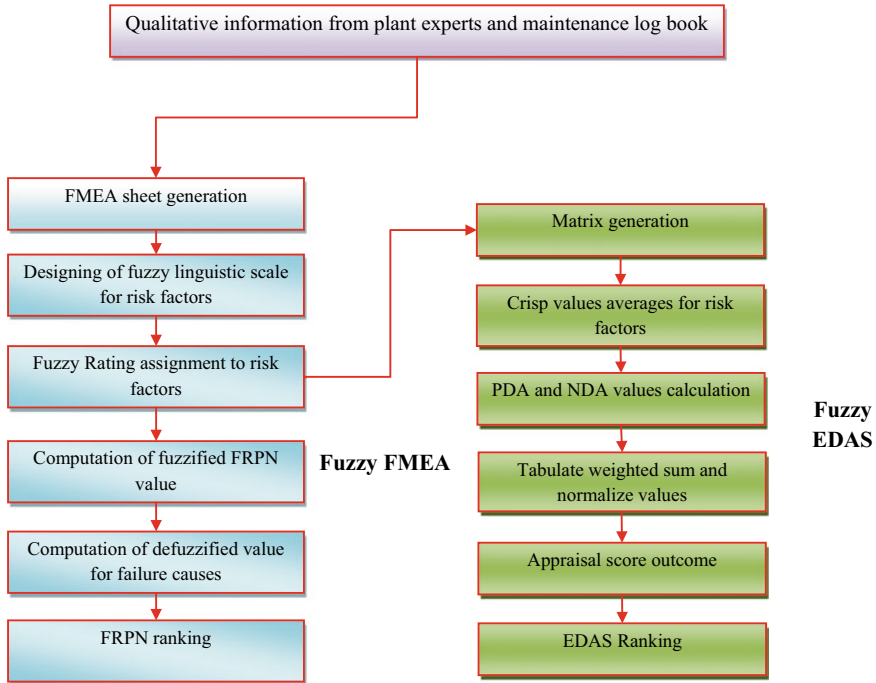 Qualitative information from plant experts and maintenance log book
FMEA sheet generation
Designing of fuzzy linguistic scale
for risk factors
Fuzzy Rating assignment to risk
factors
Computation of fuzzified FRPN
value
Computation of defuzzified value
for failure causes
FRPN ranking
Fuzzy FMEA
Matrix generation
Crisp values averages for risk
factors
PDA and NDA values calculation
Tabulate weighted sum and
normalize values
Appraisal score outcome
EDAS Ranking
Fuzzy
EDAS